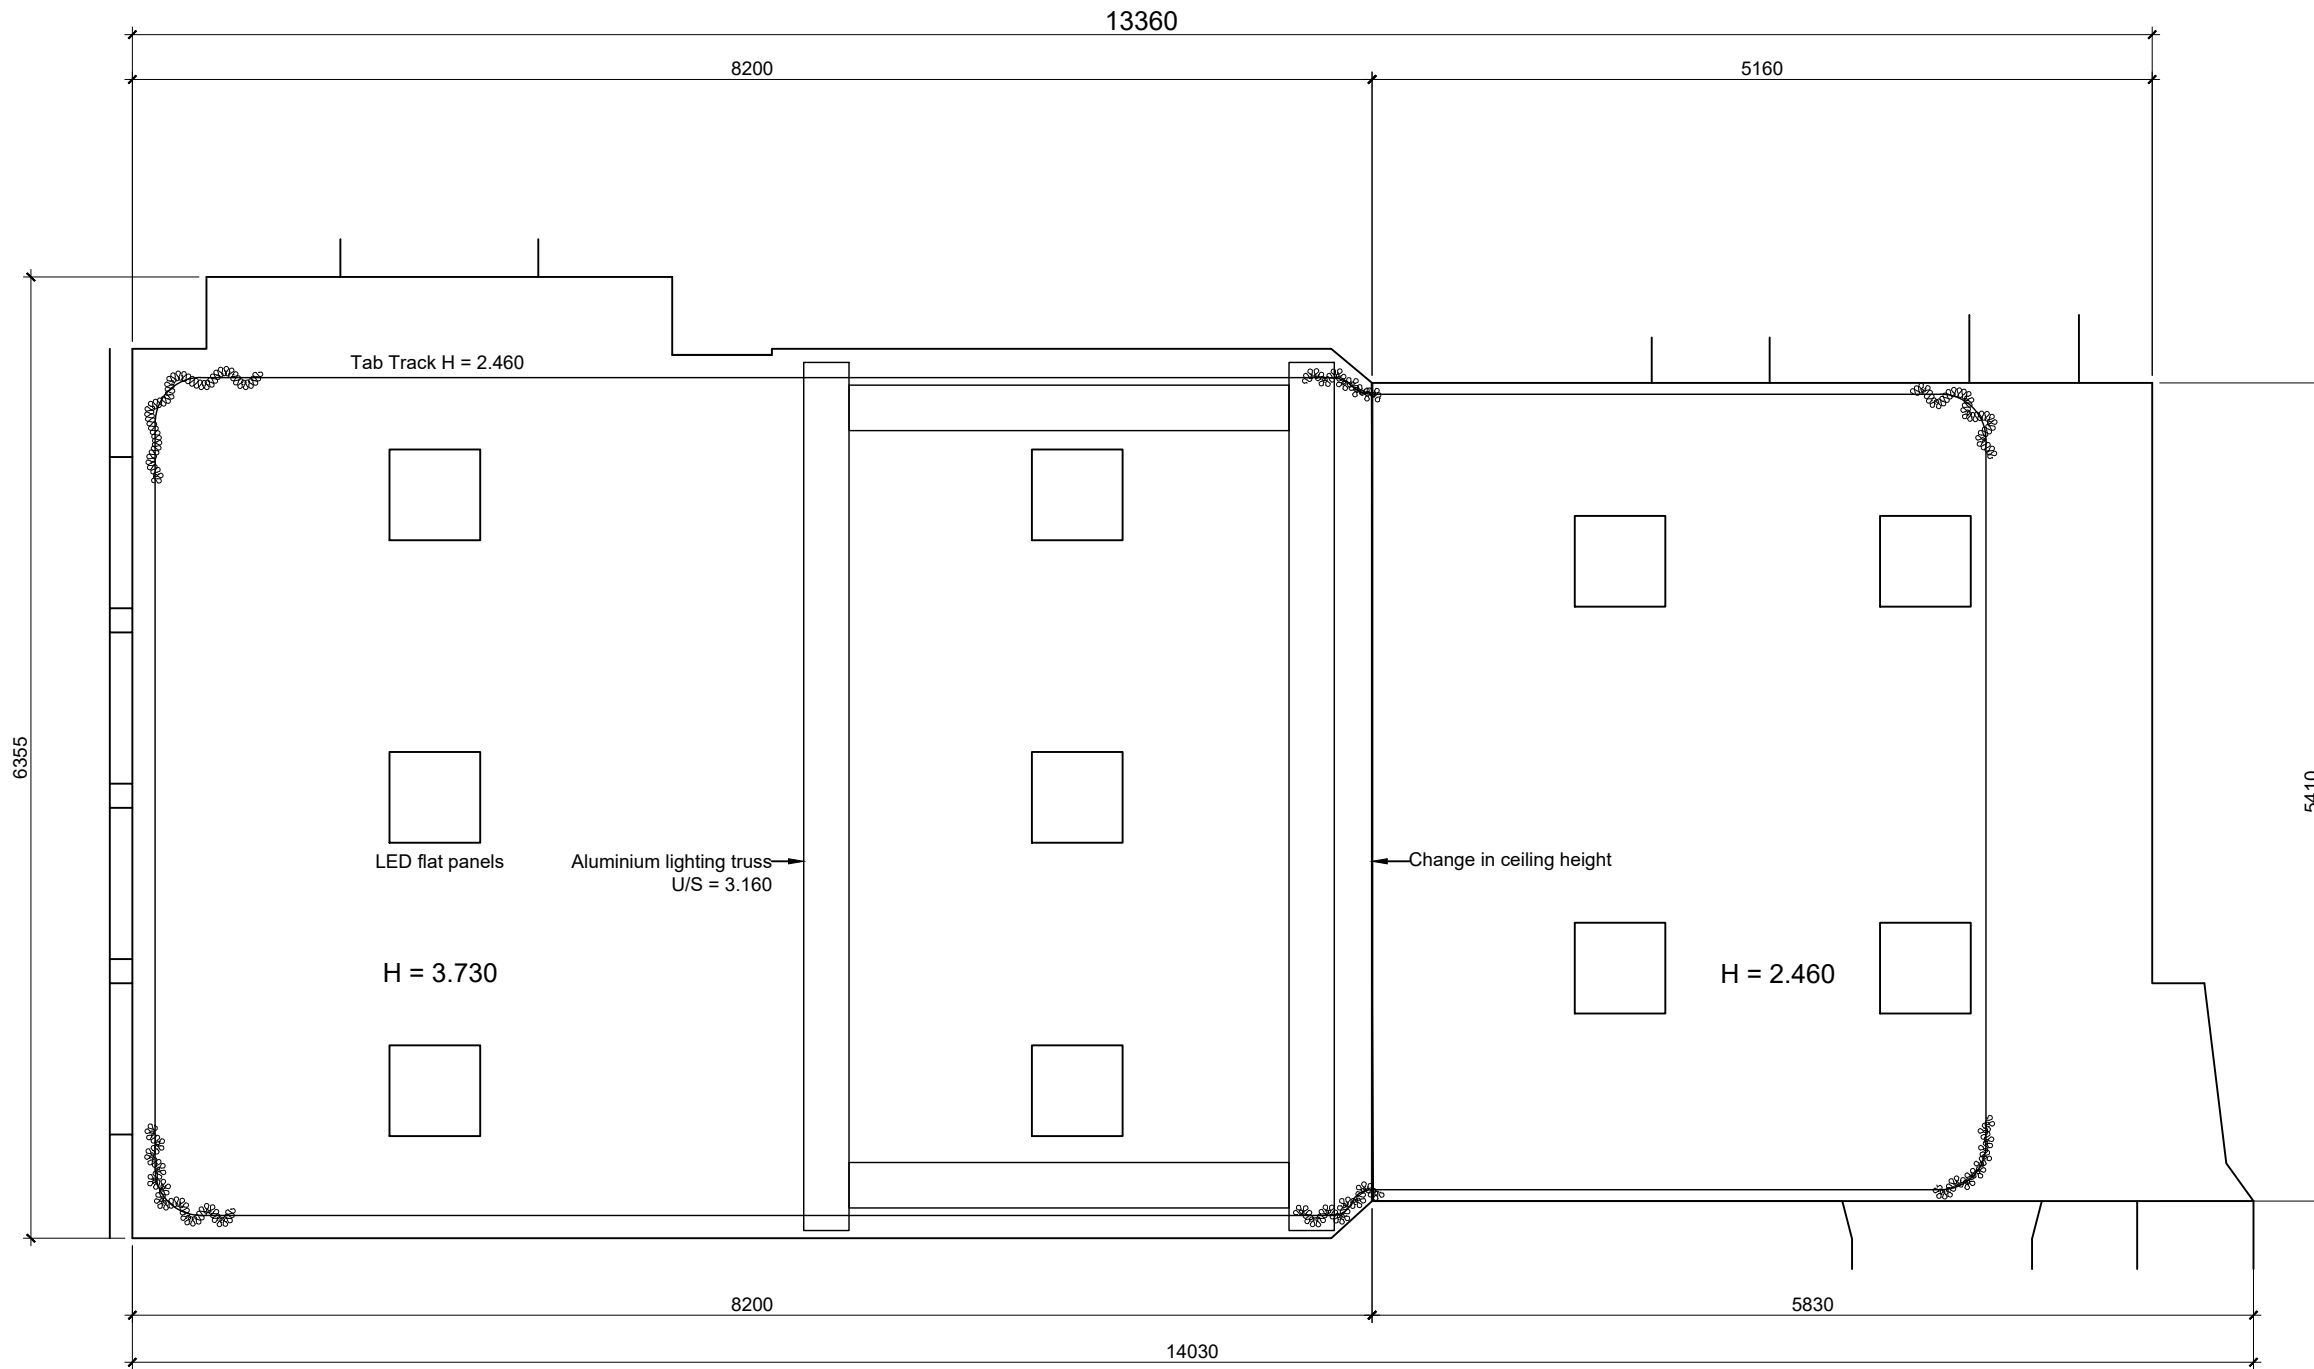 13360
8200
5160
Tab Track H = 2.460
6355
5410
LED flat panels
Aluminium lighting truss
U/S = 3.160
Change in ceiling height
H = 3.730
H = 2.460
8200
5830
14030